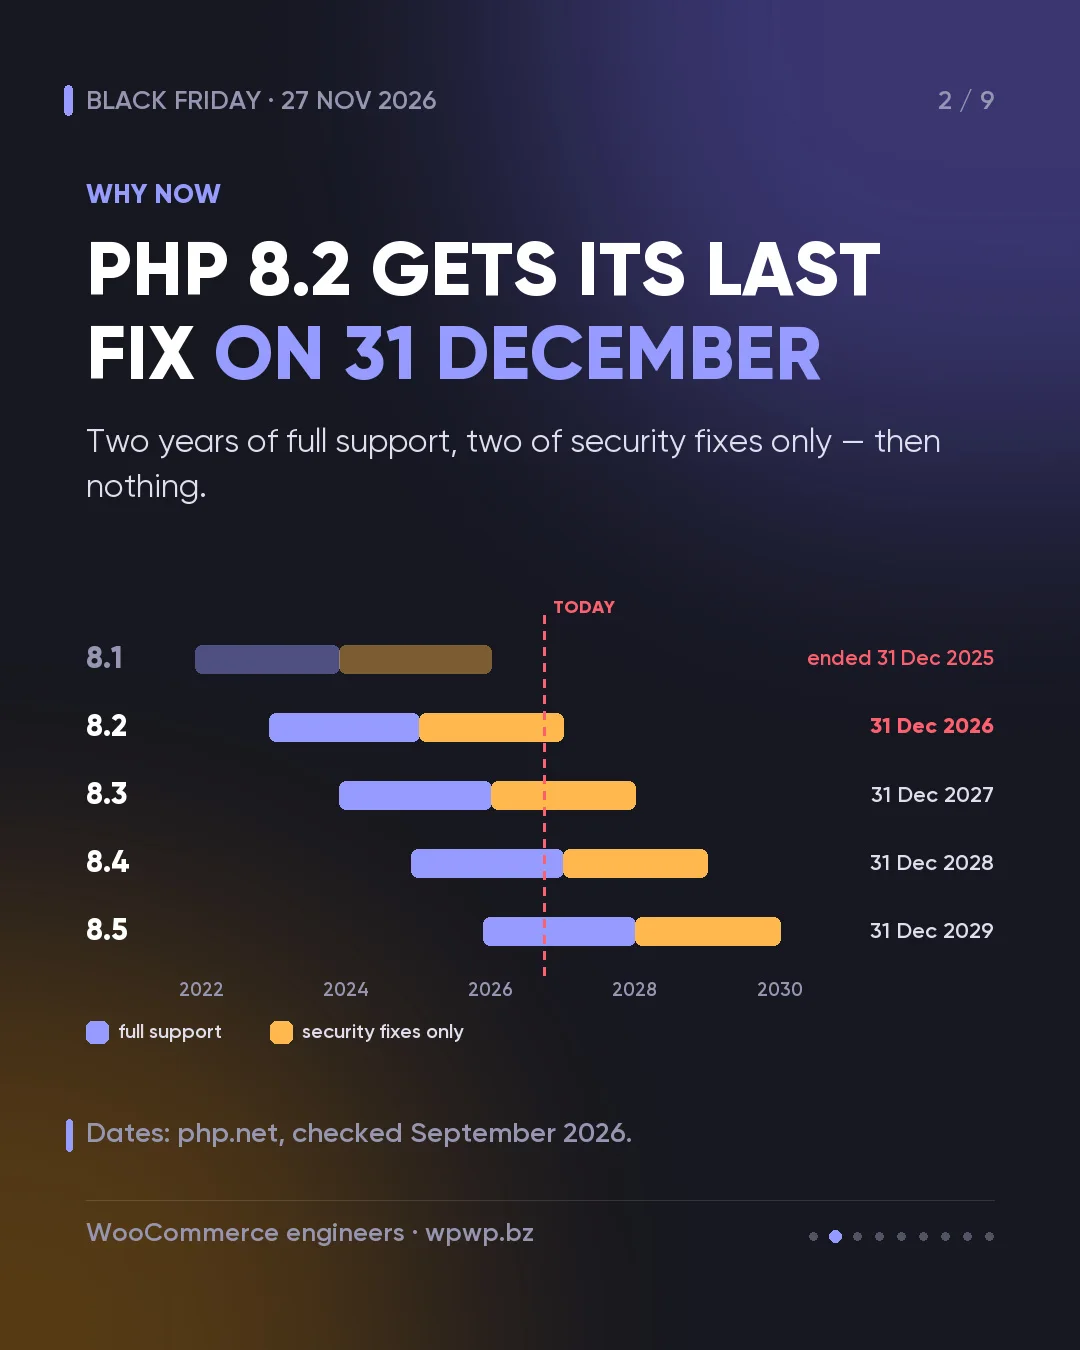 BLACK FRIDAY · 27 NOV 2026
2 / 9
WHY NOW
PHP 8.2 GETS ITS LAST
FIX ON 31 DECEMBER
Two years of full support, two of security fixes only — then
nothing.
TODAY
8.1 ended 31 Dec 2025
8.2 31 Dec 2026
8.3 31 Dec 2027
8.4 31 Dec 2028
8.5 31 Dec 2029
2022 2024 2026 2028 2030
full support security fixes only
Dates: php.net, checked September 2026.
WooCommerce engineers · wpwp.bz